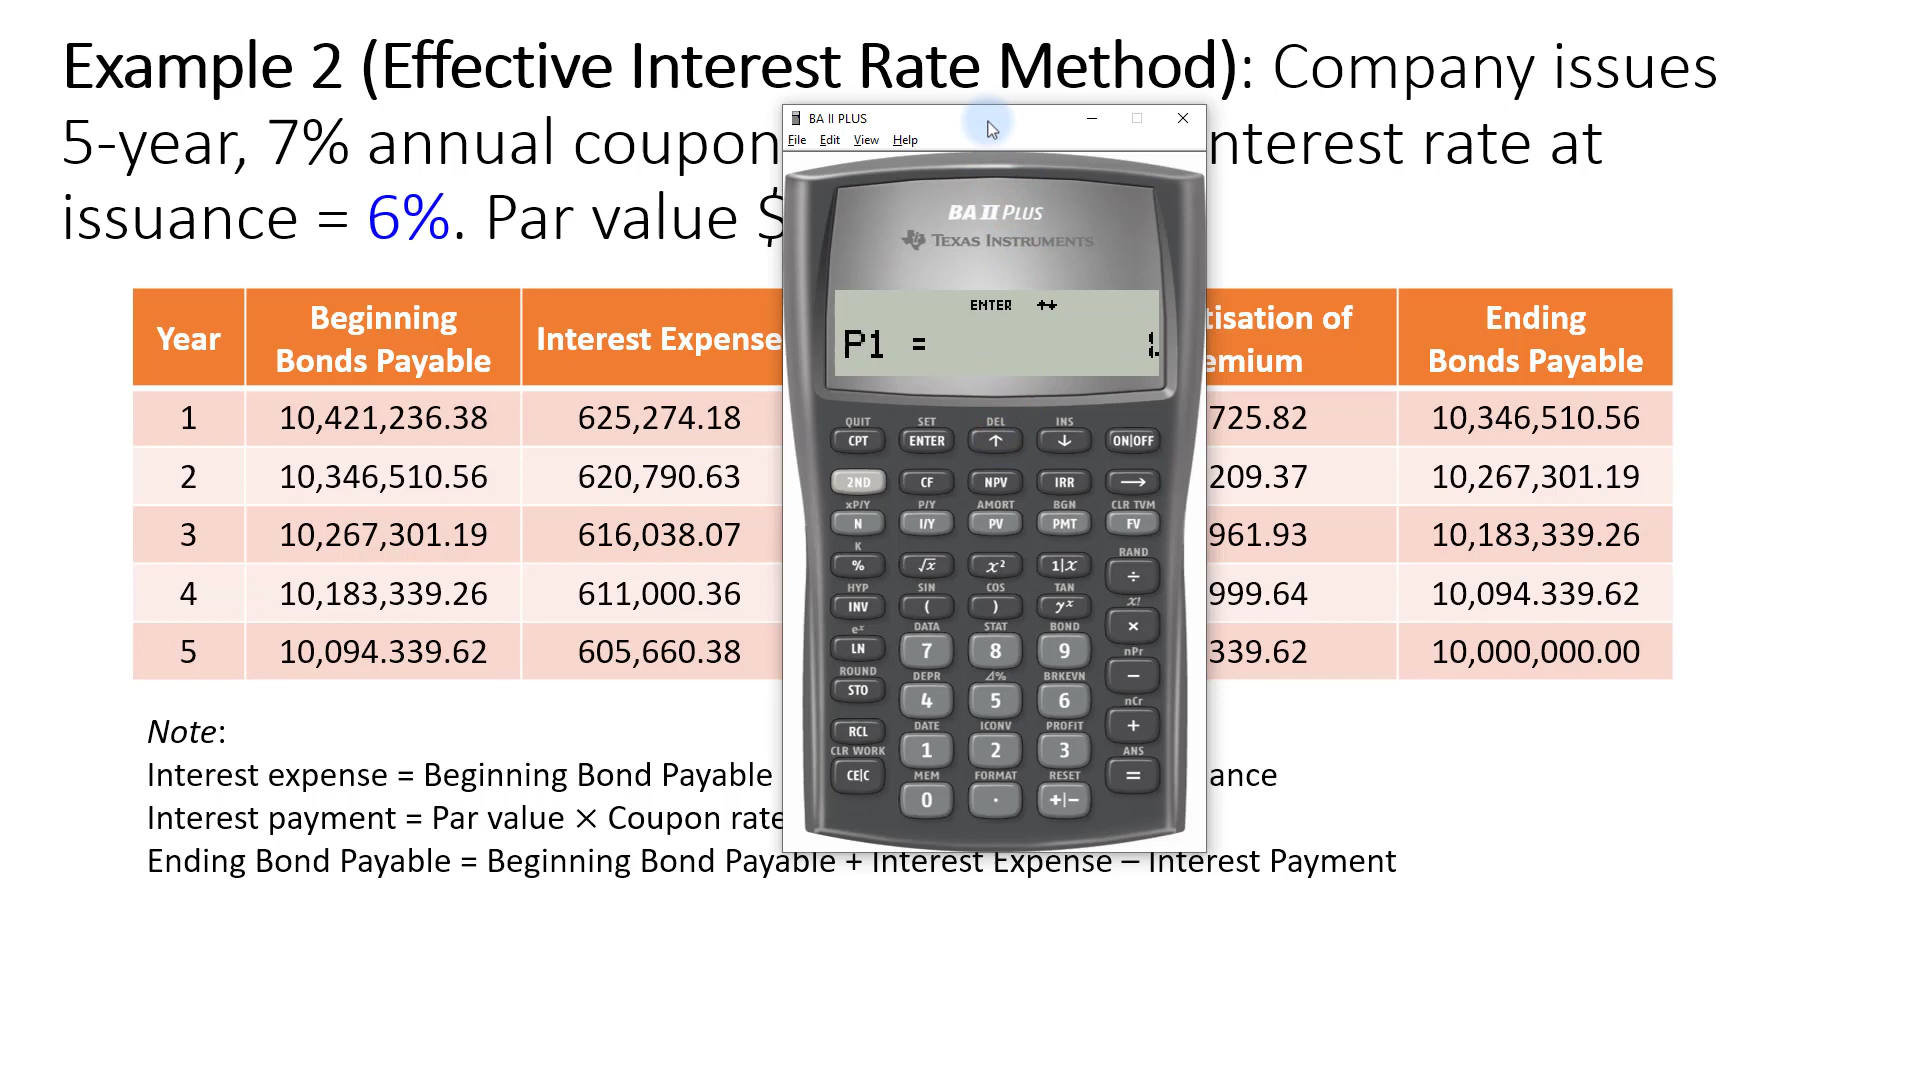 Example 2 (Effective Interest Rate Method): Company issues
5-year, 7% annual coupon nterest rate at
issuance = 6%. Par value $
BA II PLUS
File Edit View Help
BA II PLUS
TEXAS INSTRUMENTS
ENTER ↑↓
P1 =
QUIT SET DEL INS
CPT ENTER ↑ ↓ ON|OFF
2ND CF NPV IRR →
xP/Y P/Y AMORT BGN CLR TVM
N I/Y PV PMT FV
K RAND
% √x x² 1|x ÷
HYP SIN COS TAN x!
INV ( ) yˣ ×
eˣ DATA STAT BOND nPr
LN 7 8 9 −
ROUND DEPR Δ% BRKEVN nCr
STO 4 5 6 +
DATE ICONV PROFIT
RCL 1 2 3
CLR WORK MEM FORMAT RESET ANS
CE|C 0 . +|− =
Year Beginning Bonds Payable Interest Expense tisation of emium Ending Bonds Payable
1 10,421,236.38 625,274.18 725.82 10,346,510.56
2 10,346,510.56 620,790.63 209.37 10,267,301.19
3 10,267,301.19 616,038.07 961.93 10,183,339.26
4 10,183,339.26 611,000.36 999.64 10,094.339.62
5 10,094.339.62 605,660.38 339.62 10,000,000.00
Note:
Interest expense = Beginning Bond Payable ance
Interest payment = Par value × Coupon rate
Ending Bond Payable = Beginning Bond Payable + Interest Expense – Interest Payment